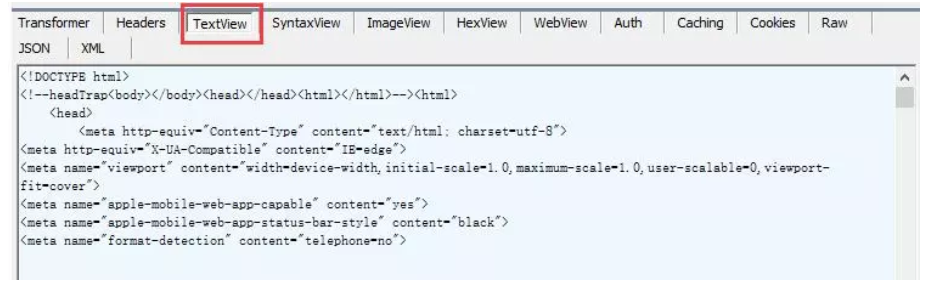 Transformer Headers TextView SyntaxView ImageView HexView WebView Auth Caching Cookies Raw
JSON XML
<!DOCTYPE html>
<!--headTrap<body></body><head></head><html></html>--><html>
<head>
<meta http-equiv="Content-Type" content="text/html; charset=utf-8">
<meta http-equiv="X-UA-Compatible" content="IE=edge">
<meta name="viewport" content="width=device-width, initial-scale=1.0, maximum-scale=1.0, user-scalable=0, viewport-
fit=cover">
<meta name="apple-mobile-web-app-capable" content="yes">
<meta name="apple-mobile-web-app-status-bar-style" content="black">
<meta name="format-detection" content="telephone=no">